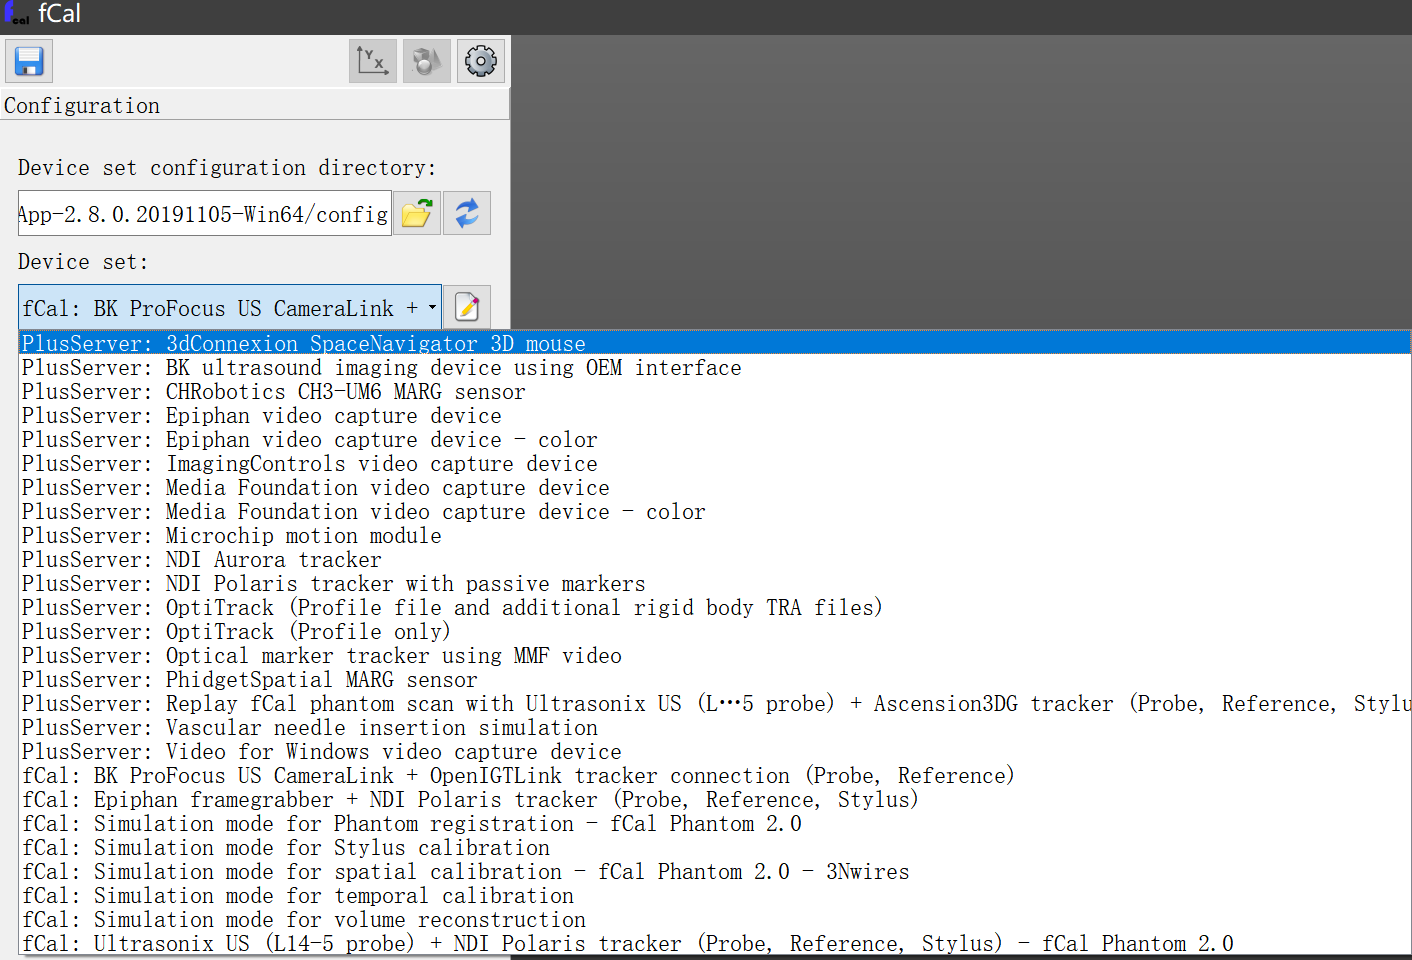 cal fCal
Configuration
Device set configuration directory:
App-2.8.0.20191105-Win64/config
Device set:
fCal: BK ProFocus US CameraLink +
PlusServer: 3dConnexion SpaceNavigator 3D mouse
PlusServer: BK ultrasound imaging device using OEM interface
PlusServer: CHRobotics CH3-UM6 MARG sensor
PlusServer: Epiphan video capture device
PlusServer: Epiphan video capture device - color
PlusServer: ImagingControls video capture device
PlusServer: Media Foundation video capture device
PlusServer: Media Foundation video capture device - color
PlusServer: Microchip motion module
PlusServer: NDI Aurora tracker
PlusServer: NDI Polaris tracker with passive markers
PlusServer: OptiTrack (Profile file and additional rigid body TRA files)
PlusServer: OptiTrack (Profile only)
PlusServer: Optical marker tracker using MMF video
PlusServer: PhidgetSpatial MARG sensor
PlusServer: Replay fCal phantom scan with Ultrasonix US (L…5 probe) + Ascension3DG tracker (Probe, Reference, Stylu
PlusServer: Vascular needle insertion simulation
PlusServer: Video for Windows video capture device
fCal: BK ProFocus US CameraLink + OpenIGTLink tracker connection (Probe, Reference)
fCal: Epiphan framegrabber + NDI Polaris tracker (Probe, Reference, Stylus)
fCal: Simulation mode for Phantom registration - fCal Phantom 2.0
fCal: Simulation mode for Stylus calibration
fCal: Simulation mode for spatial calibration - fCal Phantom 2.0 - 3Nwires
fCal: Simulation mode for temporal calibration
fCal: Simulation mode for volume reconstruction
fCal: Ultrasonix US (L14-5 probe) + NDI Polaris tracker (Probe, Reference, Stylus) - fCal Phantom 2.0